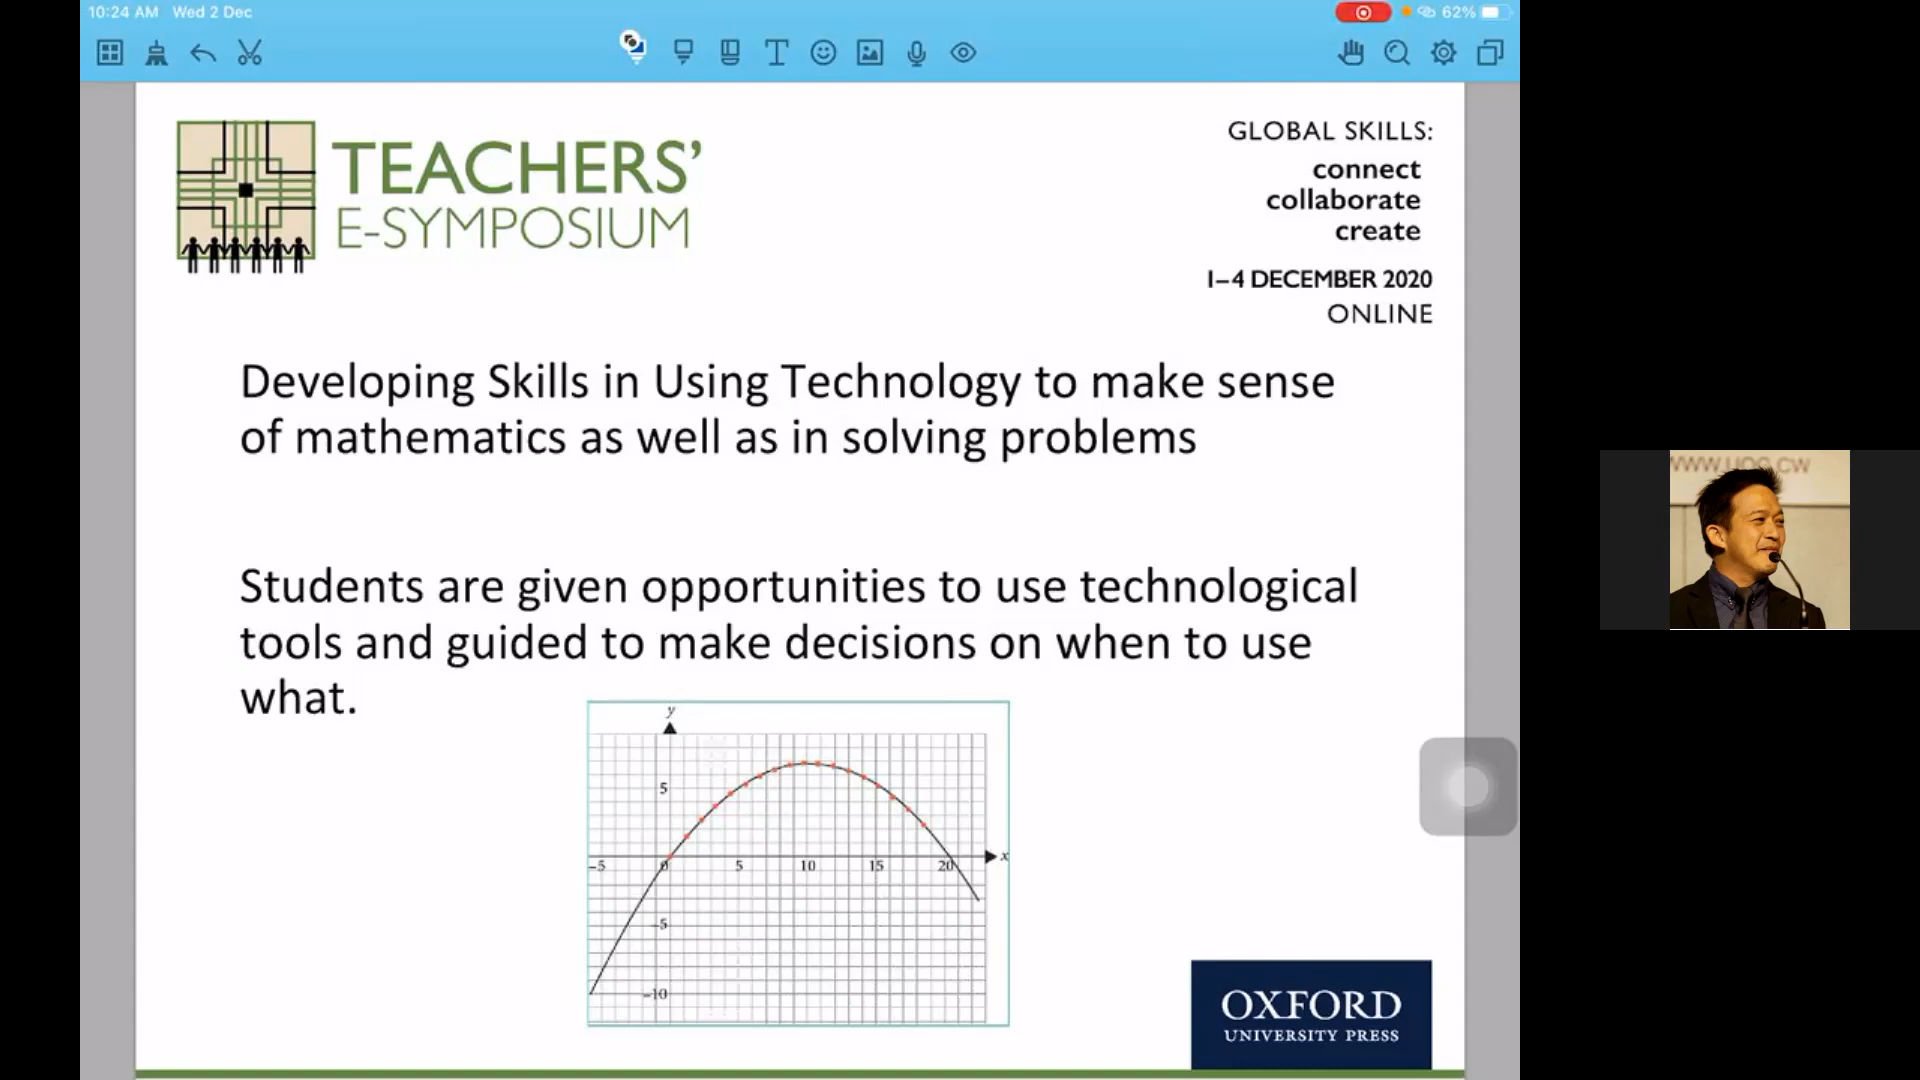 10:24 AM Wed 2 Dec
62%
TEACHERS’
E-SYMPOSIUM
GLOBAL SKILLS:
connect
collaborate
create
1–4 DECEMBER 2020
ONLINE
Developing Skills in Using Technology to make sense
of mathematics as well as in solving problems
Students are given opportunities to use technological
tools and guided to make decisions on when to use
what.
y
5
-5 0 5 10 15 20 x
-5
-10
OXFORD
UNIVERSITY PRESS
WWW.UOC.CW